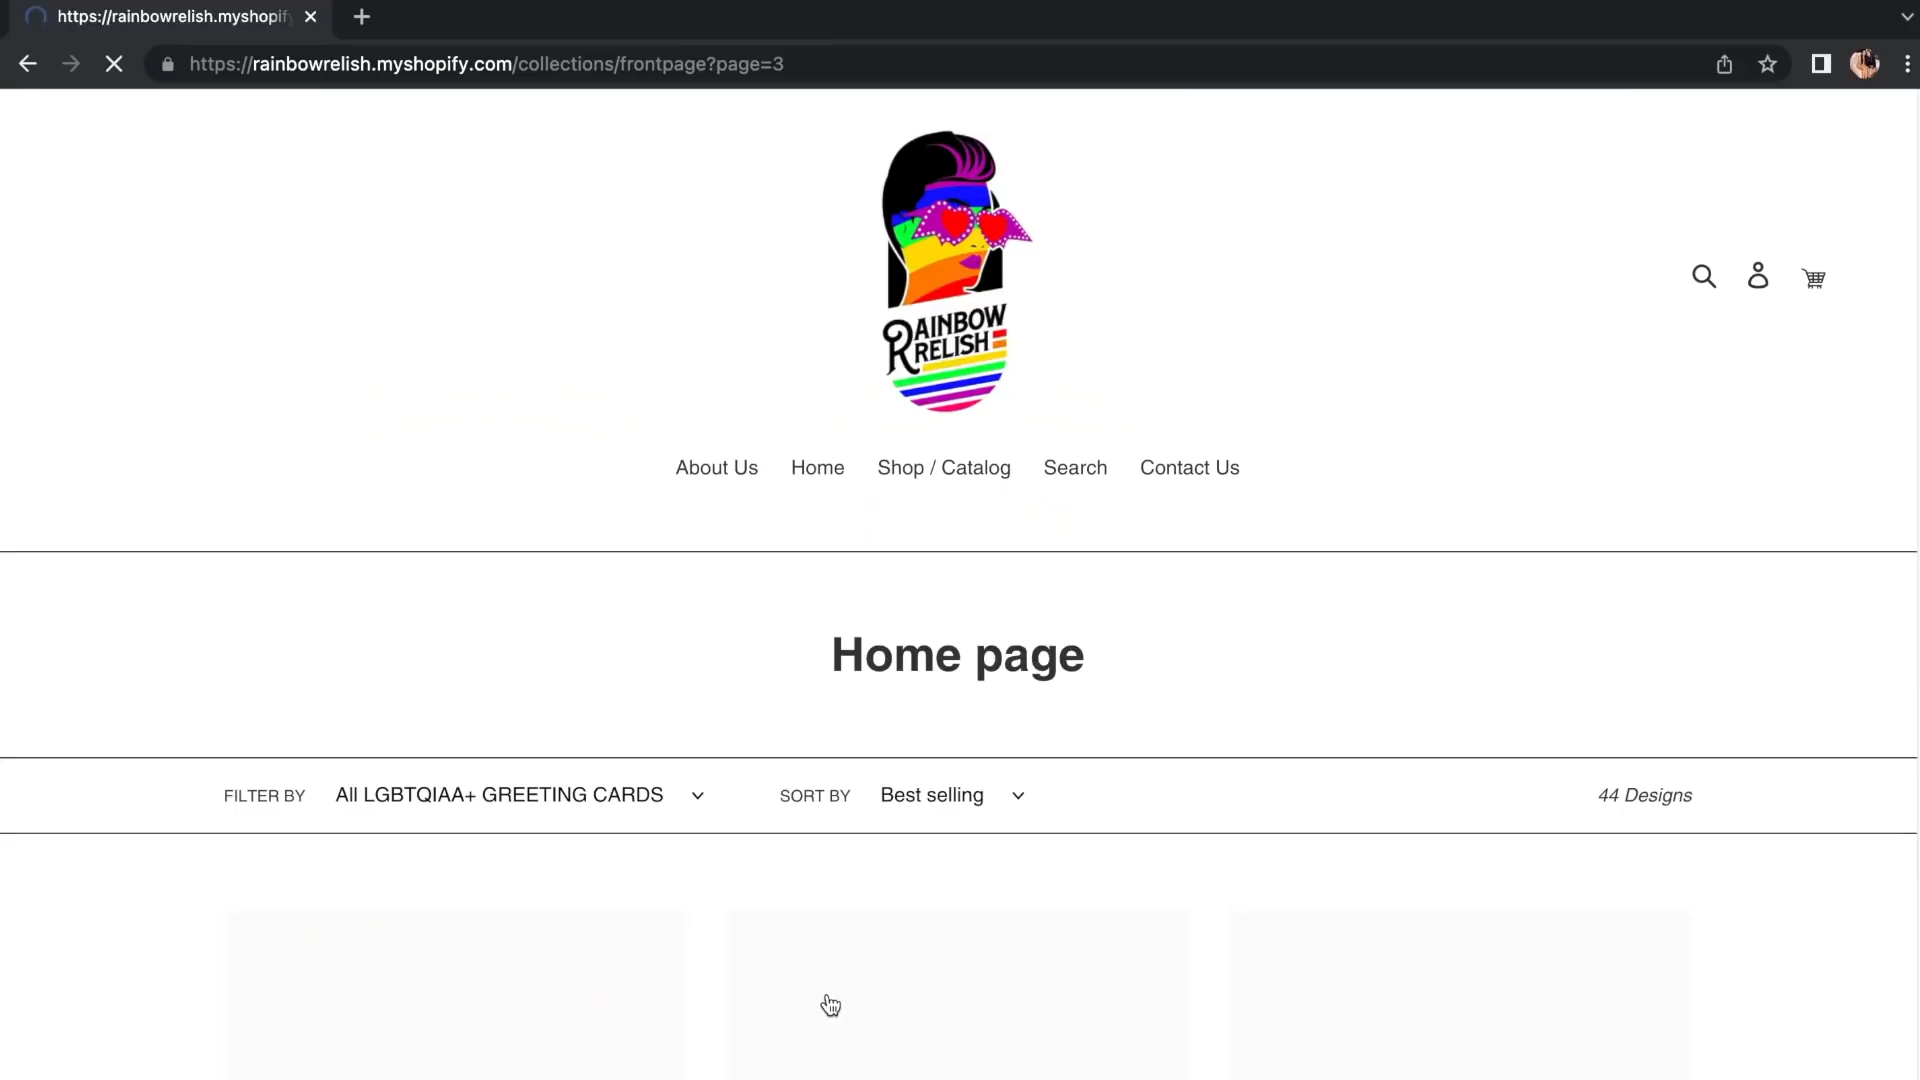 https://rainbowrelish.myshopif
https://rainbowrelish.myshopify.com/collections/frontpage?page=3
RAINBOW
RELISH
About Us Home Shop / Catalog Search Contact Us
Home page
FILTER BY All LGBTQIAA+ GREETING CARDS SORT BY Best selling 44 Designs